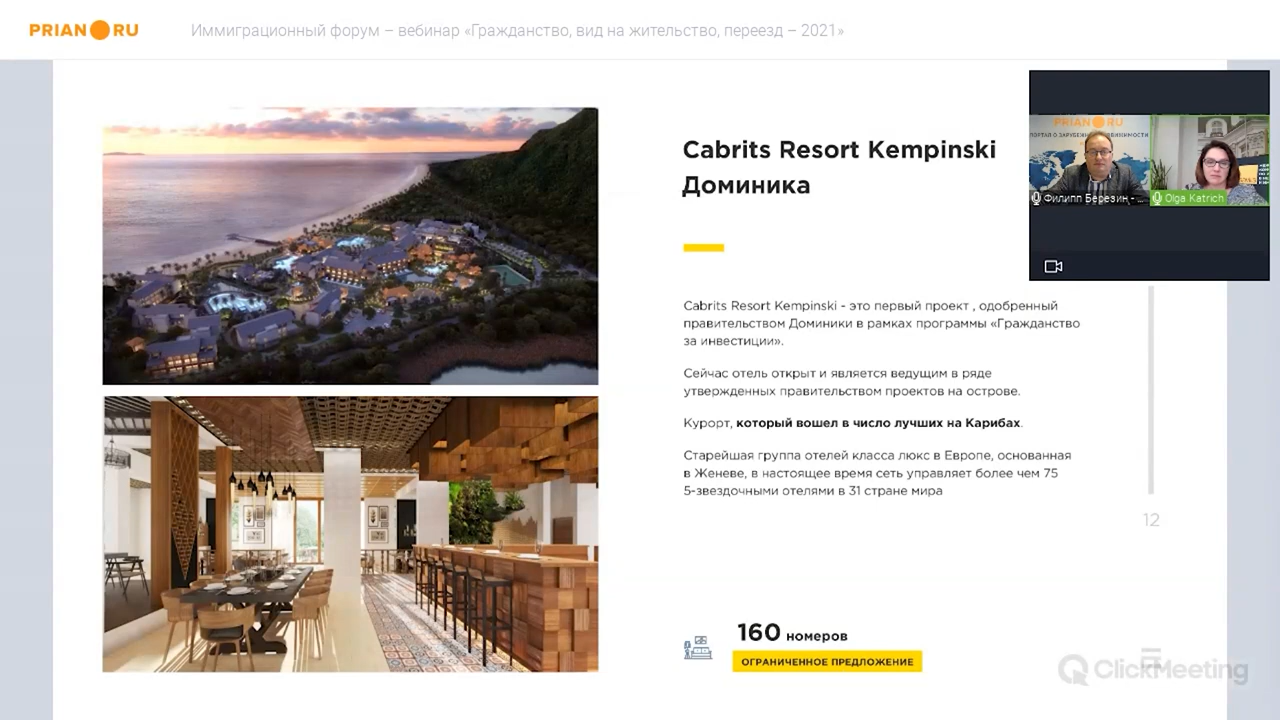 PRIAN RU
Иммиграционный форум – вебинар «Гражданство, вид на жительство, переезд – 2021»
Cabrits Resort Kempinski
Доминика
PRIAN RU
Филипп Березин - ...
Olga Katrich
Cabrits Resort Kempinski - это первый проект , одобренный
правительством Доминики в рамках программы «Гражданство
за инвестиции».
Сейчас отель открыт и является ведущим в ряде
утвержденных правительством проектов на острове.
Курорт, который вошел в число лучших на Карибах.
Старейшая группа отелей класса люкс в Европе, основанная
в Женеве, в настоящее время сеть управляет более чем 75
5-звездочными отелями в 31 стране мира
12
160 номеров
ОГРАНИЧЕННОЕ ПРЕДЛОЖЕНИЕ
ClickMeeting